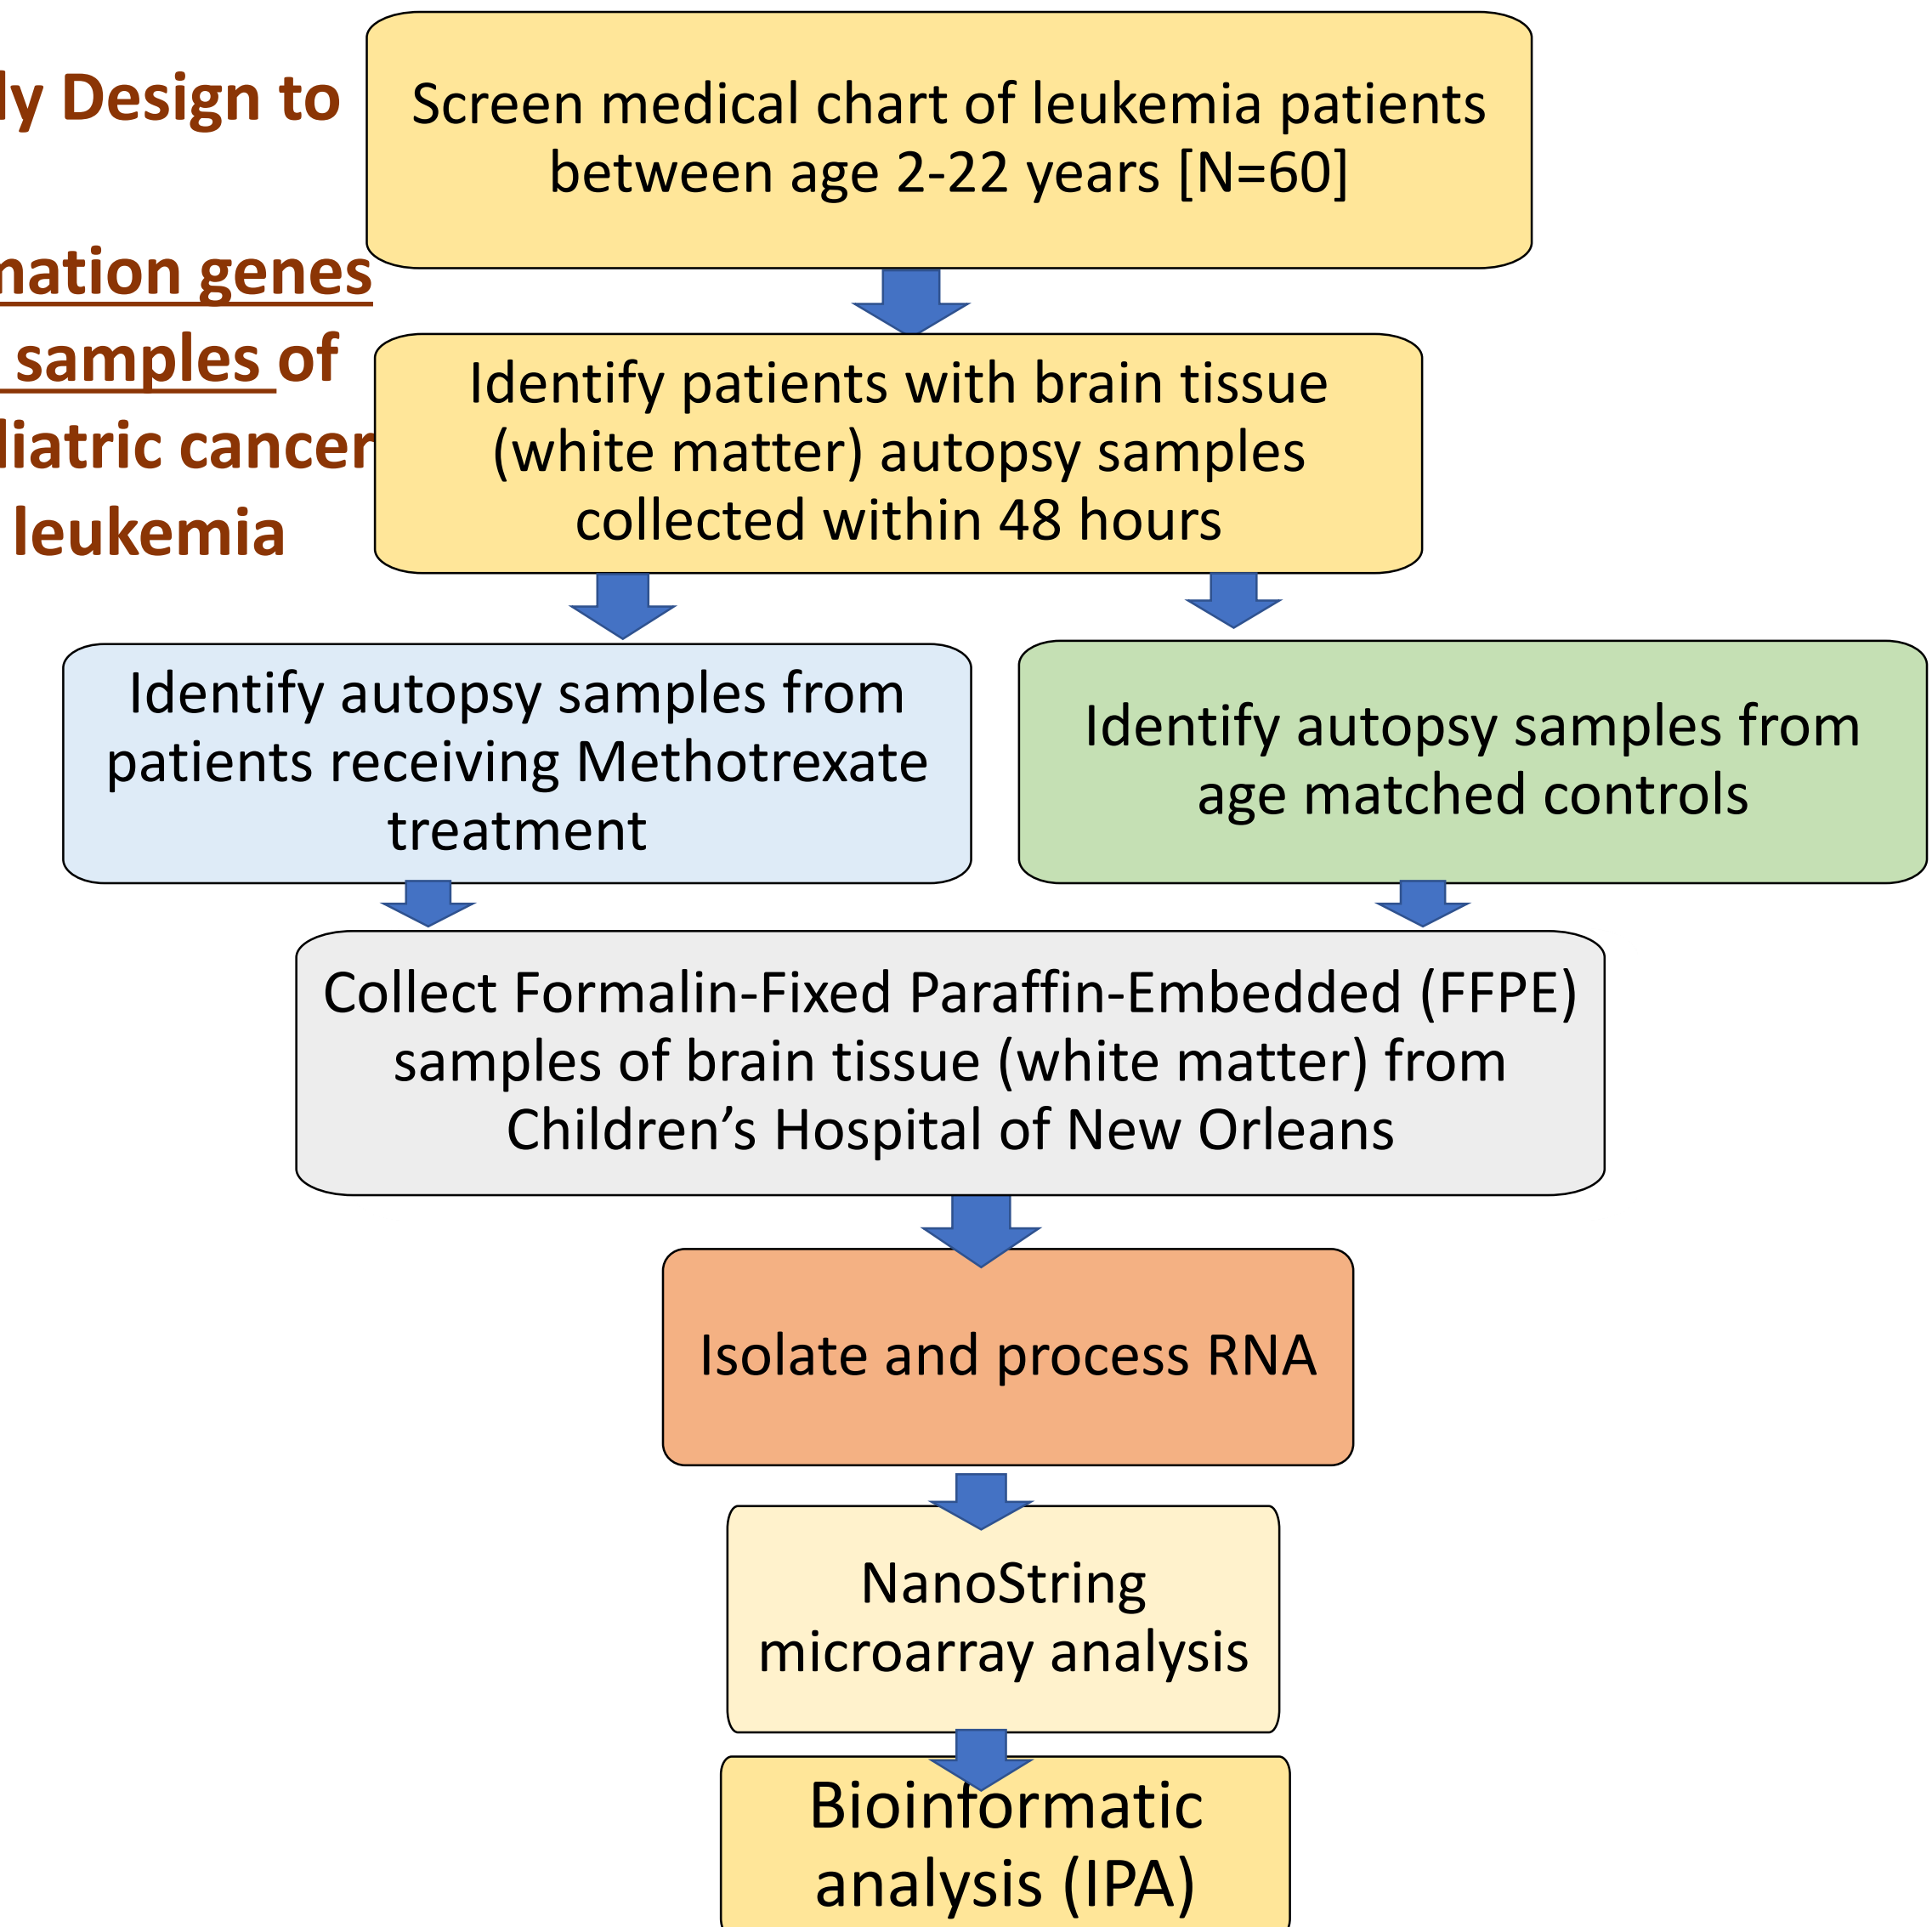 Design to
genes
samples of
cancer
leukemia
Screen medical chart of leukemia patients
between age 2-22 years [N=60]
Identify patients with brain tissue
(white matter) autopsy samples
collected within 48 hours
Identify autopsy samples from
patients receiving Methotrexate
treatment
Identify autopsy samples from
age matched controls
Collect Formalin-Fixed Paraffin-Embedded (FFPE)
samples of brain tissue (white matter) from
Children’s Hospital of New Orleans
Isolate and process RNA
NanoString
microarray analysis
Bioinformatic
analysis (IPA)